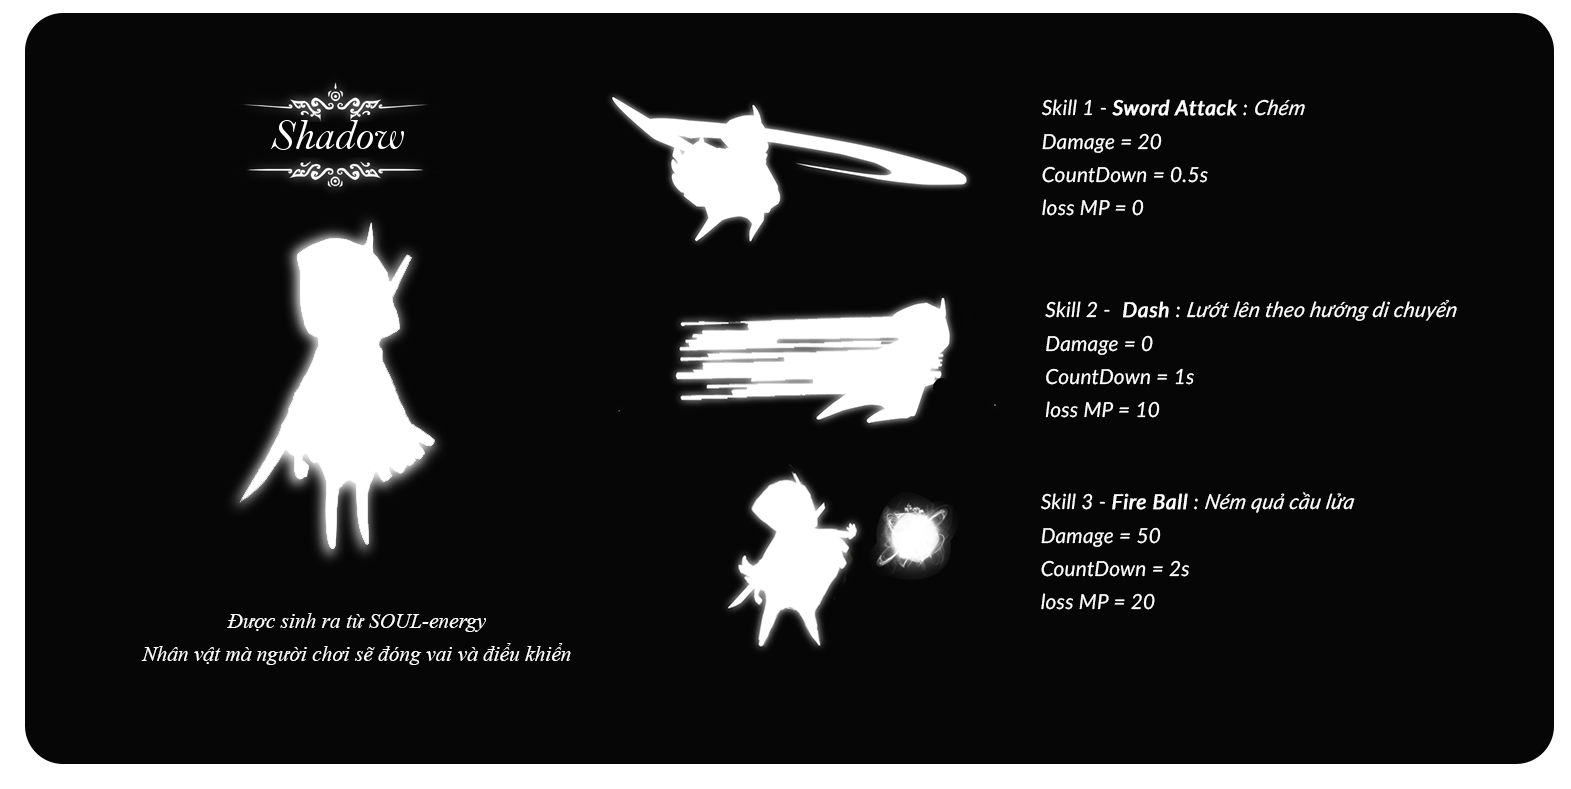 Shadow
Được sinh ra từ SOUL-energy
Nhân vật mà người chơi sẽ đóng vai và điều khiển
Skill 1 - Sword Attack : Chém
Damage = 20
CountDown = 0.5s
loss MP = 0
Skill 2 - Dash : Lướt lên theo hướng di chuyển
Damage = 0
CountDown = 1s
loss MP = 10
Skill 3 - Fire Ball : Ném quả cầu lửa
Damage = 50
CountDown = 2s
loss MP = 20